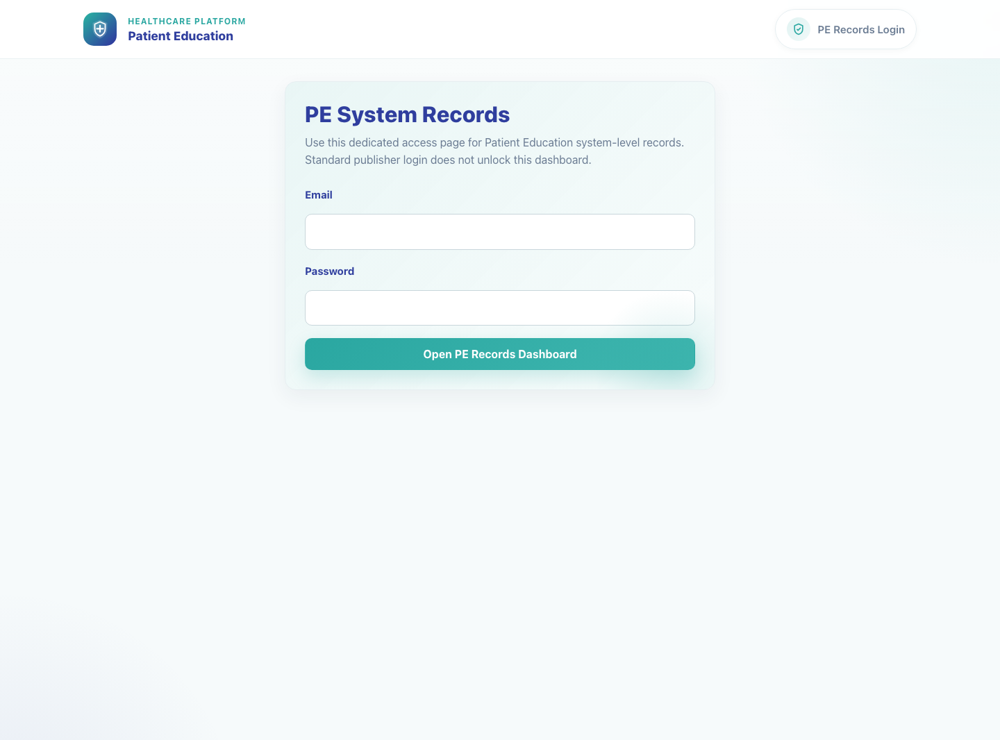 HEALTHCARE PLATFORM
Patient Education
PE Records Login
PE System Records
Use this dedicated access page for Patient Education system-level records.
Standard publisher login does not unlock this dashboard.
Email
Password
Open PE Records Dashboard